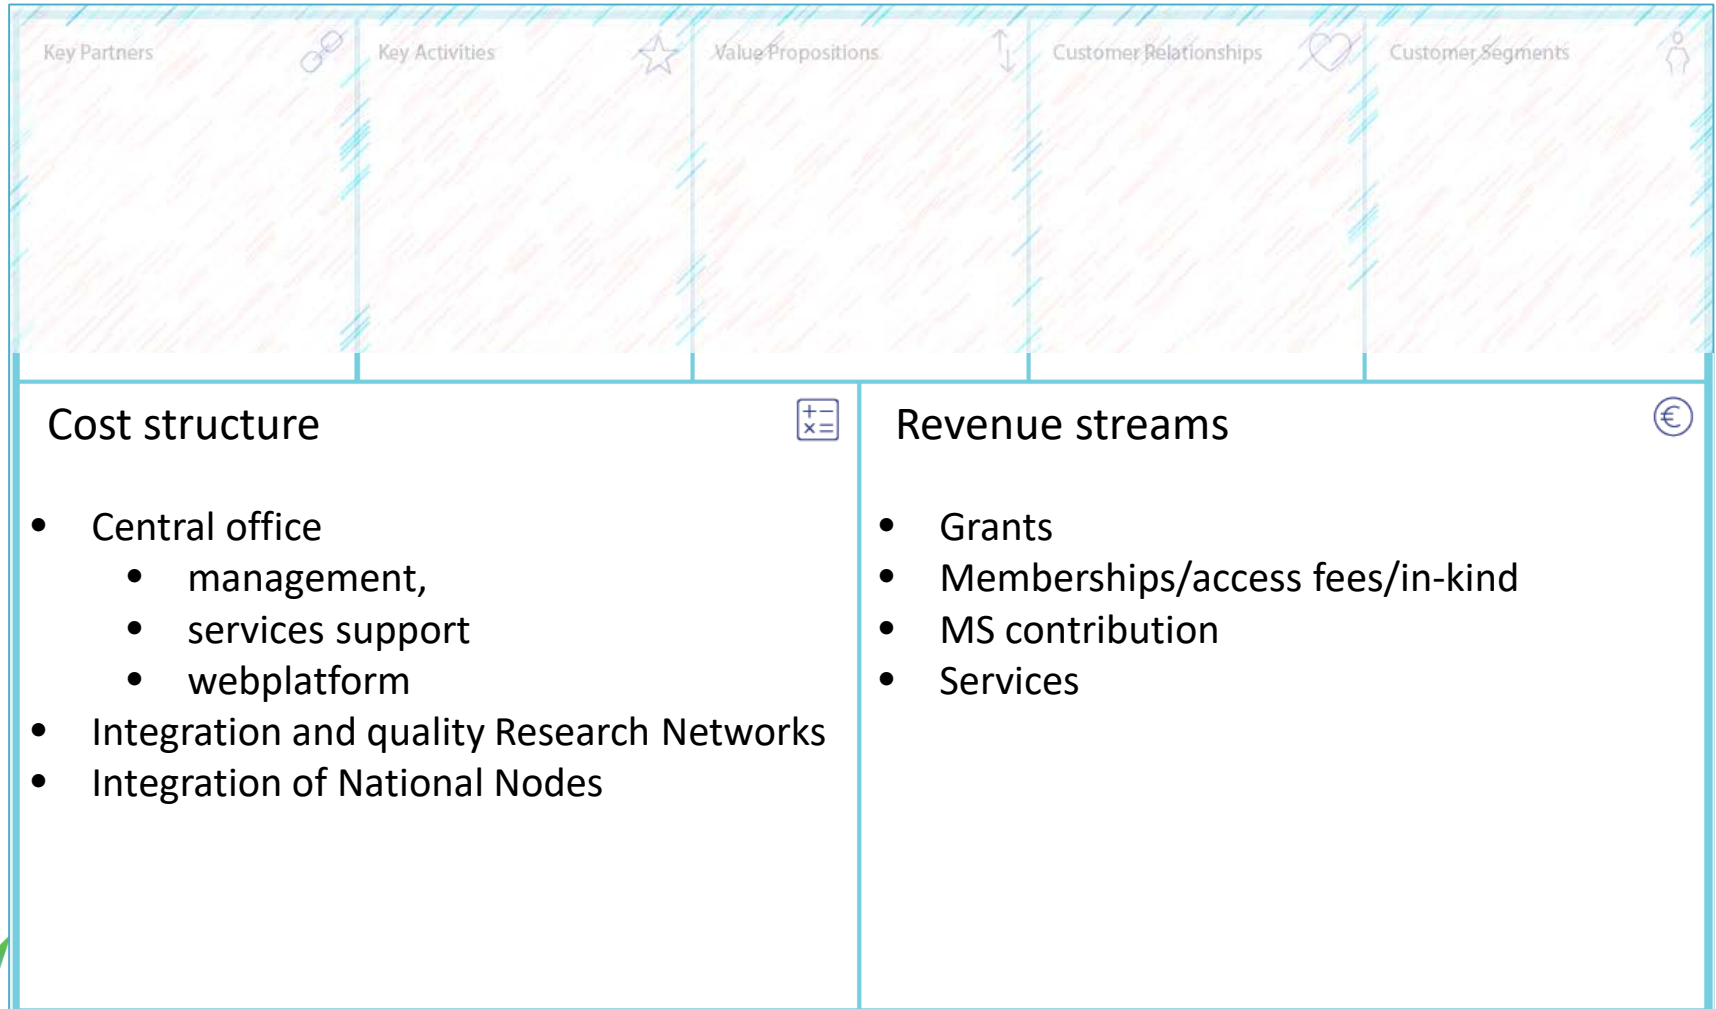 Key Partners
Key Activities
Value Propositions
Customer Relationships
Customer Segments
Cost structure
• Central office
• management,
• services support
• webplatform
• Integration and quality Research Networks
• Integration of National Nodes
Revenue streams
• Grants
• Memberships/access fees/in-kind
• MS contribution
• Services